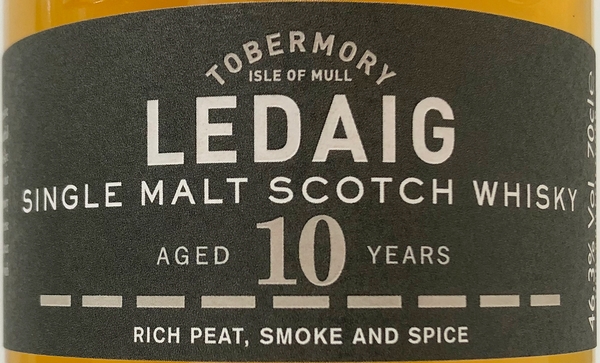 TOBERMORY
ISLE OF MULL
LEDAIG
SINGLE MALT SCOTCH WHISKY
AGED 10 YEARS
RICH PEAT, SMOKE AND SPICE
46.3% Vol 70cl e